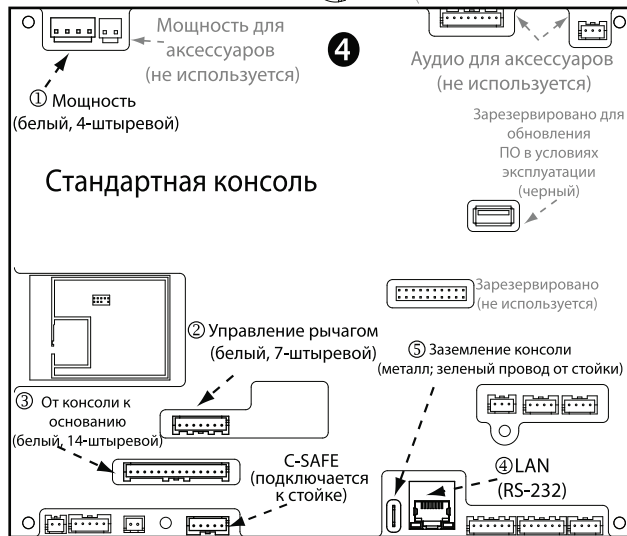 Мощность для
аксессуаров
(не используется)
4
Аудио для аксессуаров
(не используется)
① Мощность
(белый, 4-штыревой)
Зарезервировано для
обновления
ПО в условиях
эксплуатации
(черный)
Стандартная консоль
Зарезервировано
(не используется)
② Управление рычагом
(белый, 7-штыревой)
⑤ Заземление консоли
(металл; зеленый провод от стойки)
③ От консоли к
основанию
(белый, 14-штыревой)
C-SAFE
(подключается
к стойке)
④ LAN
(RS-232)